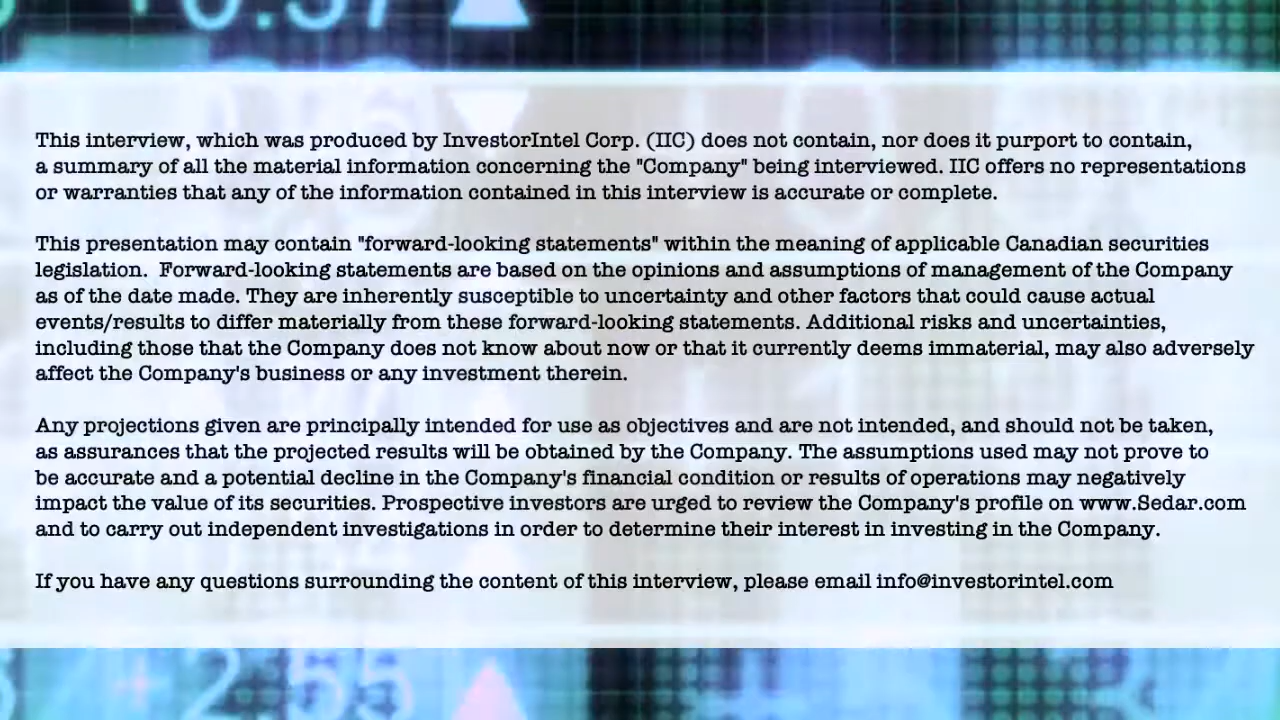 +0.57
This interview, which was produced by InvestorIntel Corp. (IIC) does not contain, nor does it purport to contain,
a summary of all the material information concerning the "Company" being interviewed. IIC offers no representations
or warranties that any of the information contained in this interview is accurate or complete.
This presentation may contain "forward-looking statements" within the meaning of applicable Canadian securities
legislation.  Forward-looking statements are based on the opinions and assumptions of management of the Company
as of the date made. They are inherently susceptible to uncertainty and other factors that could cause actual
events/results to differ materially from these forward-looking statements. Additional risks and uncertainties,
including those that the Company does not know about now or that it currently deems immaterial, may also adversely
affect the Company's business or any investment therein.
Any projections given are principally intended for use as objectives and are not intended, and should not be taken,
as assurances that the projected results will be obtained by the Company. The assumptions used may not prove to
be accurate and a potential decline in the Company's financial condition or results of operations may negatively
impact the value of its securities. Prospective investors are urged to review the Company's profile on www.Sedar.com
and to carry out independent investigations in order to determine their interest in investing in the Company.
If you have any questions surrounding the content of this interview, please email info@investorintel.com
+2.55